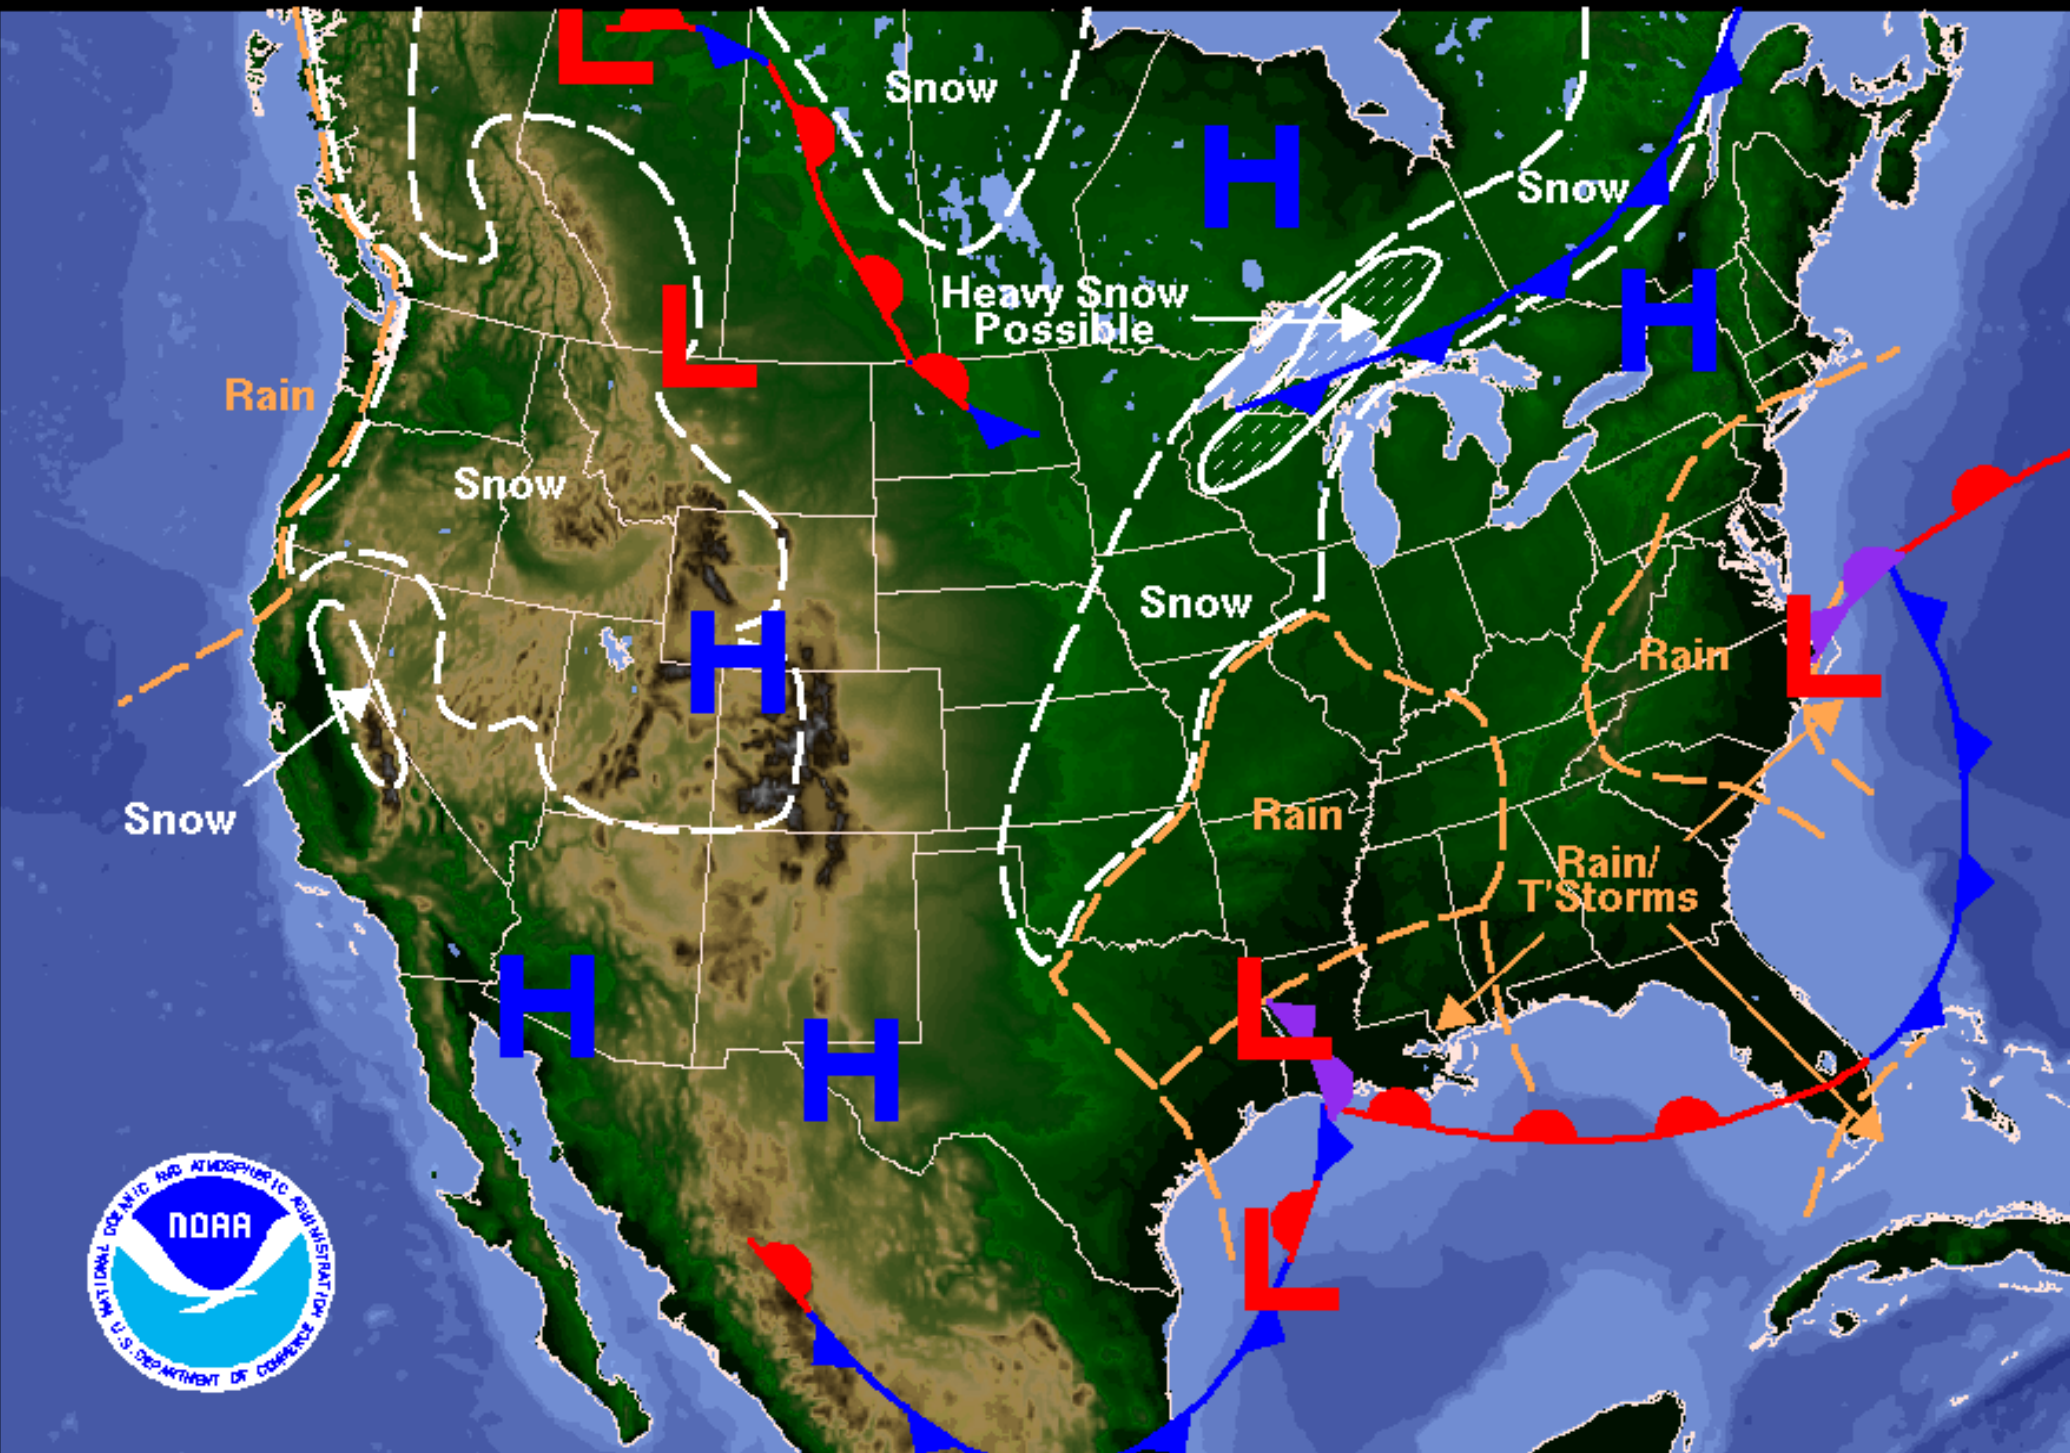 L
Snow
H
Snow
Heavy Snow
Possible
H
L
Rain
Snow
Snow
H
Rain
L
Snow
Rain
Rain/
T'Storms
H
L
H
L
NOAA
NATIONAL OCEANIC AND ATMOSPHERIC ADMINISTRATION
U.S. DEPARTMENT OF COMMERCE